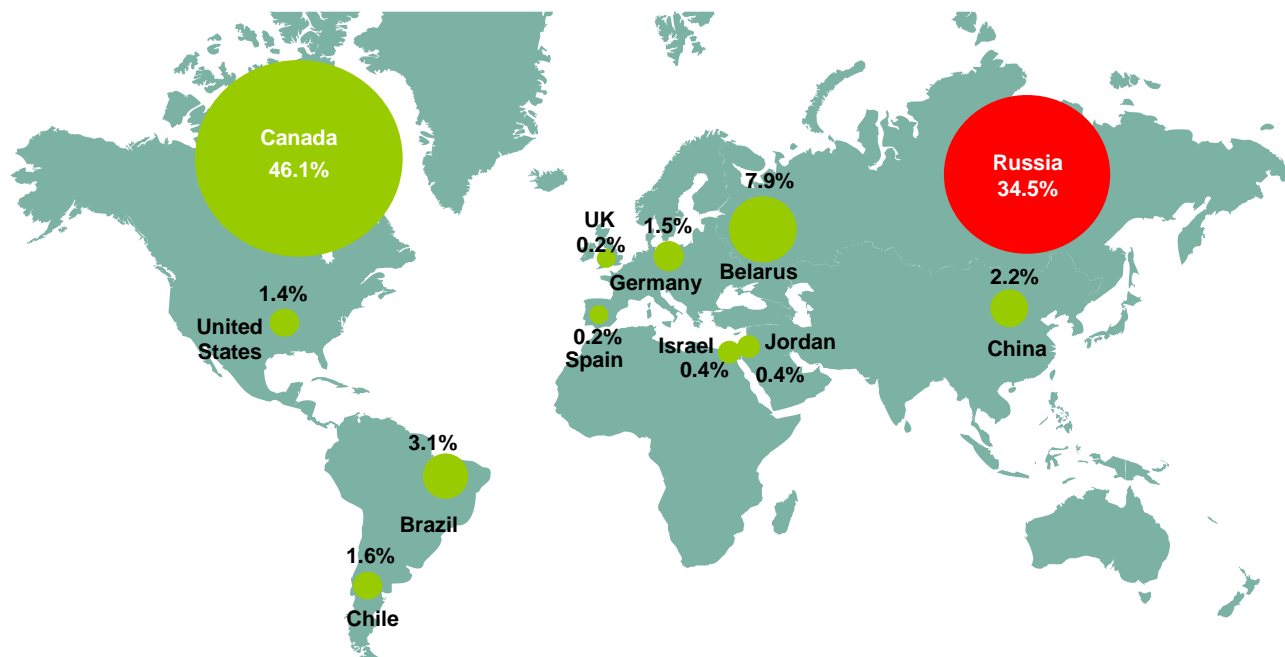 Canada
46.1%
Russia
34.5%
7.9%
Belarus
UK
0.2%
1.5%
Germany
2.2%
China
1.4%
United
States
0.2%
Spain
Israel
0.4%
Jordan
0.4%
3.1%
Brazil
1.6%
Chile